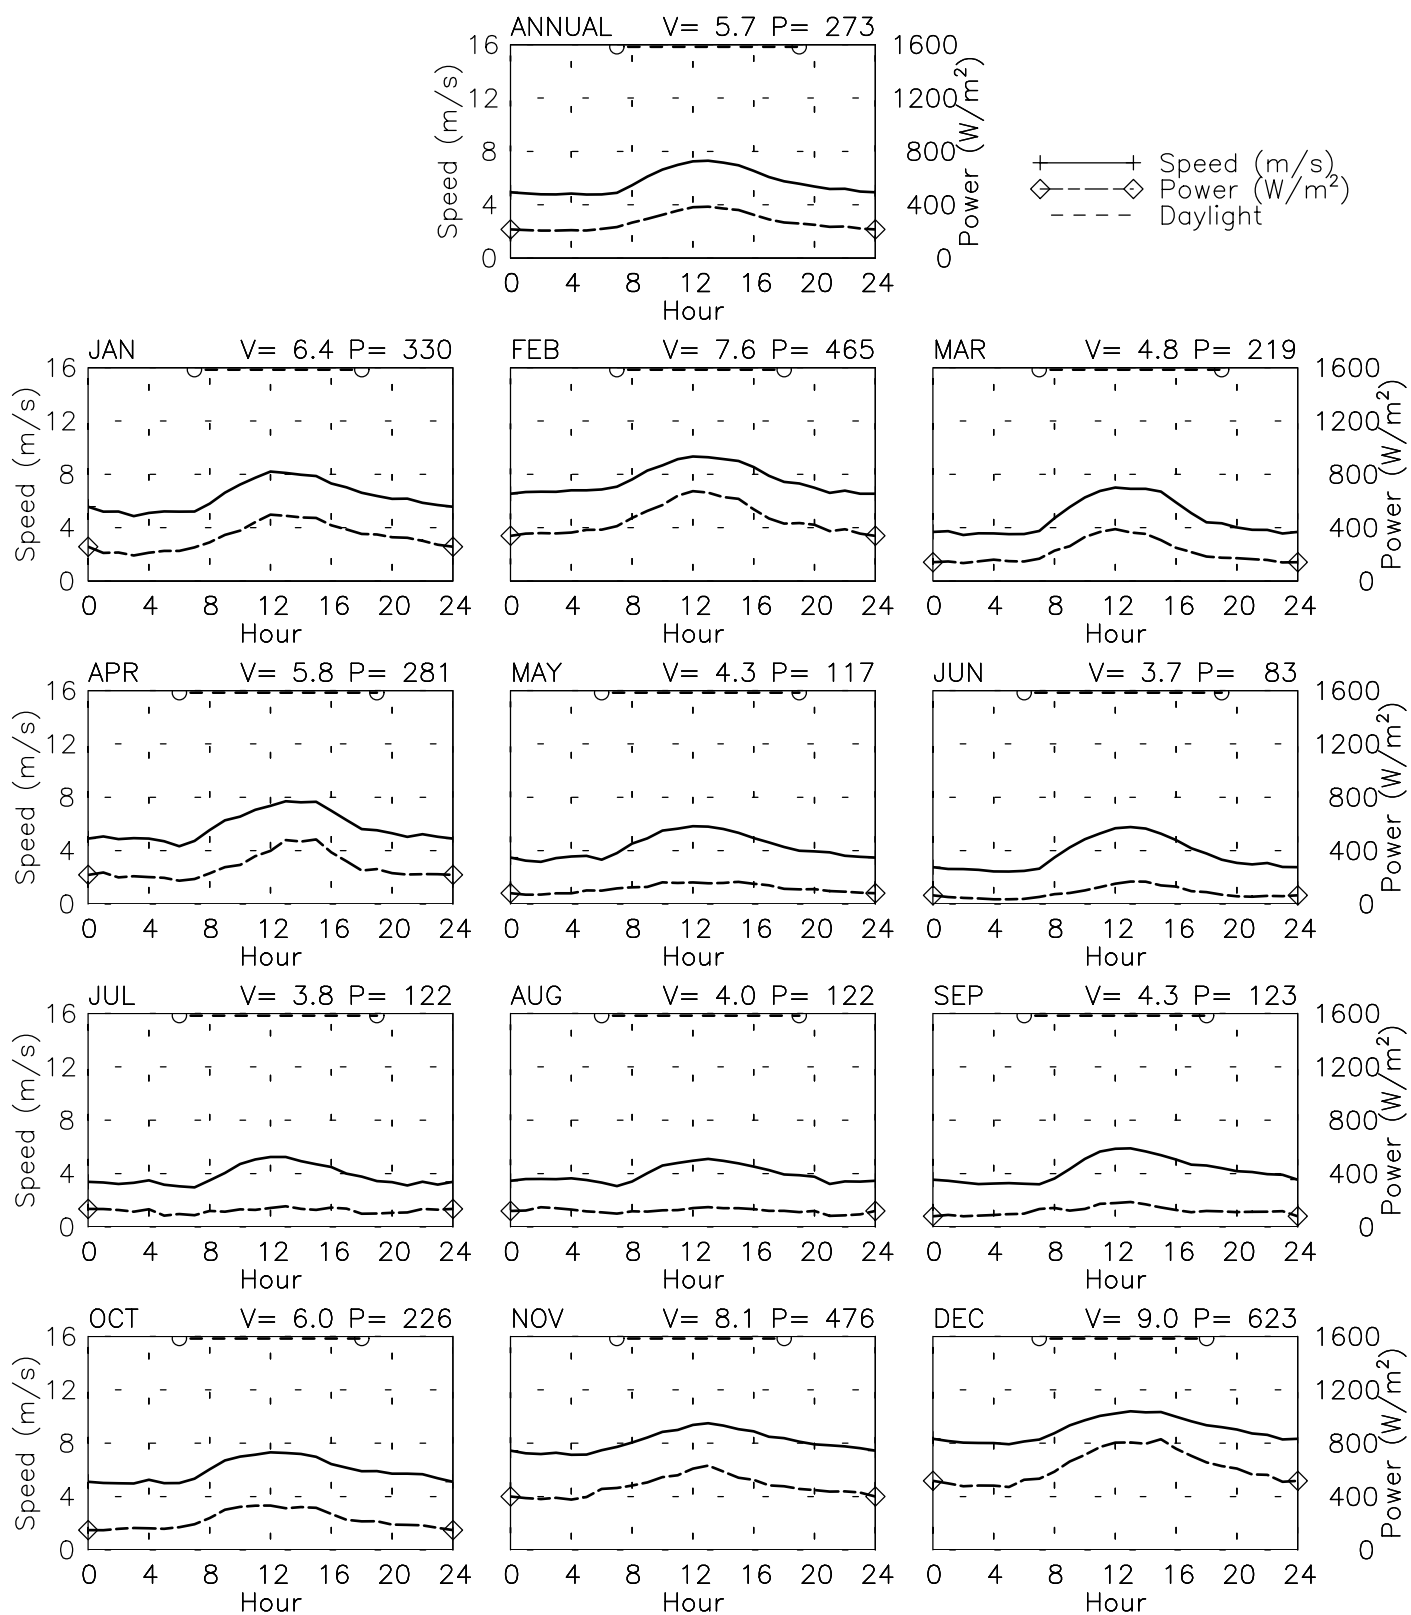 ANNUAL V= 5.7 P= 273
Speed (m/s)
16
12
8
4
0
1600
1200
800
400
0
Power (W/m²)
0 4 8 12 16 20 24
Hour
Speed (m/s)
Power (W/m²)
Daylight
JAN V= 6.4 P= 330
FEB V= 7.6 P= 465
MAR V= 4.8 P= 219
Speed (m/s)
16
12
8
4
0
1600
1200
800
400
0
Power (W/m²)
0 4 8 12 16 20 24
0 4 8 12 16 20 24
0 4 8 12 16 20 24
Hour
Hour
Hour
APR V= 5.8 P= 281
MAY V= 4.3 P= 117
JUN V= 3.7 P= 83
Speed (m/s)
16
12
8
4
0
1600
1200
800
400
0
Power (W/m²)
0 4 8 12 16 20 24
0 4 8 12 16 20 24
0 4 8 12 16 20 24
Hour
Hour
Hour
JUL V= 3.8 P= 122
AUG V= 4.0 P= 122
SEP V= 4.3 P= 123
Speed (m/s)
16
12
8
4
0
1600
1200
800
400
0
Power (W/m²)
0 4 8 12 16 20 24
0 4 8 12 16 20 24
0 4 8 12 16 20 24
Hour
Hour
Hour
OCT V= 6.0 P= 226
NOV V= 8.1 P= 476
DEC V= 9.0 P= 623
Speed (m/s)
16
12
8
4
0
1600
1200
800
400
0
Power (W/m²)
0 4 8 12 16 20 24
0 4 8 12 16 20 24
0 4 8 12 16 20 24
Hour
Hour
Hour